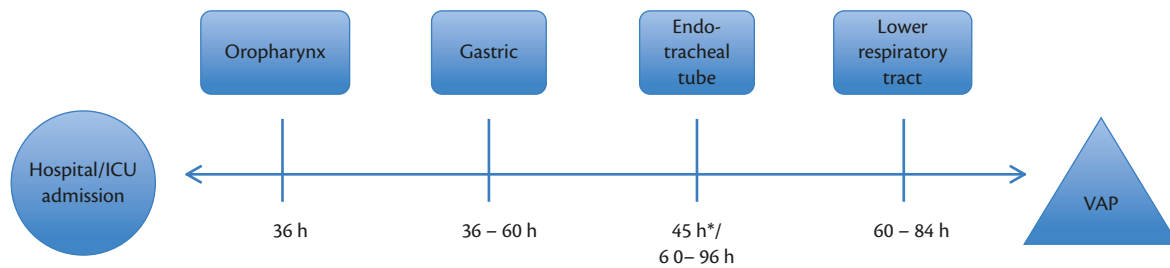 Oropharynx
Gastric
Endo-
tracheal
tube
Lower
respiratory
tract
Hospital/ICU
admission
VAP
36 h
36 – 60 h
45 h*/
6 0– 96 h
60 – 84 h